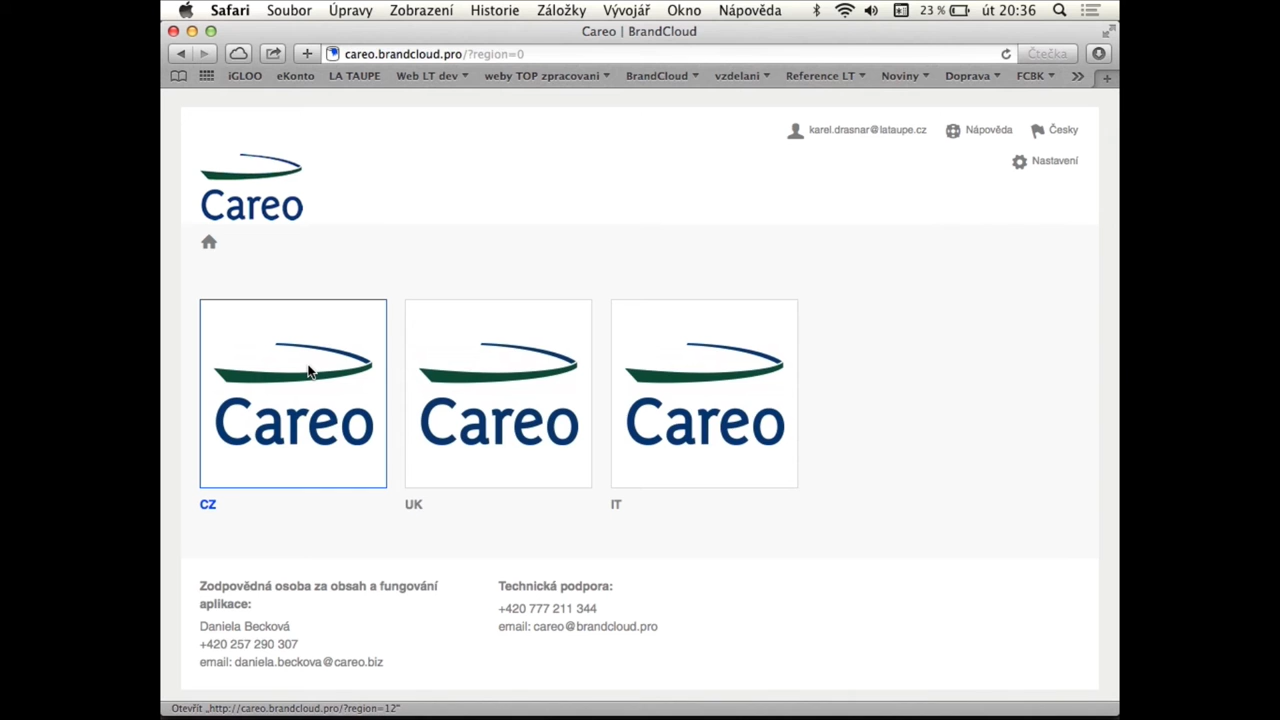 Safari Soubor Úpravy Zobrazení Historie Záložky Vývojář Okno Nápověda 23 % út 20:36
Careo | BrandCloud
careo.brandcloud.pro/?region=0 Čtečka
iGLOO eKonto LA TAUPE Web LT dev weby TOP zpracovani BrandCloud vzdelani Reference LT Noviny Doprava FCBK
karel.drasnar@lataupe.cz Nápověda Česky
Nastavení
Careo
Careo Careo Careo
CZ UK IT
Zodpovědná osoba za obsah a fungování
aplikace:
Daniela Becková
+420 257 290 307
email: daniela.beckova@careo.biz
Technická podpora:
+420 777 211 344
email: careo@brandcloud.pro
Otevřít „http://careo.brandcloud.pro/?region=12“